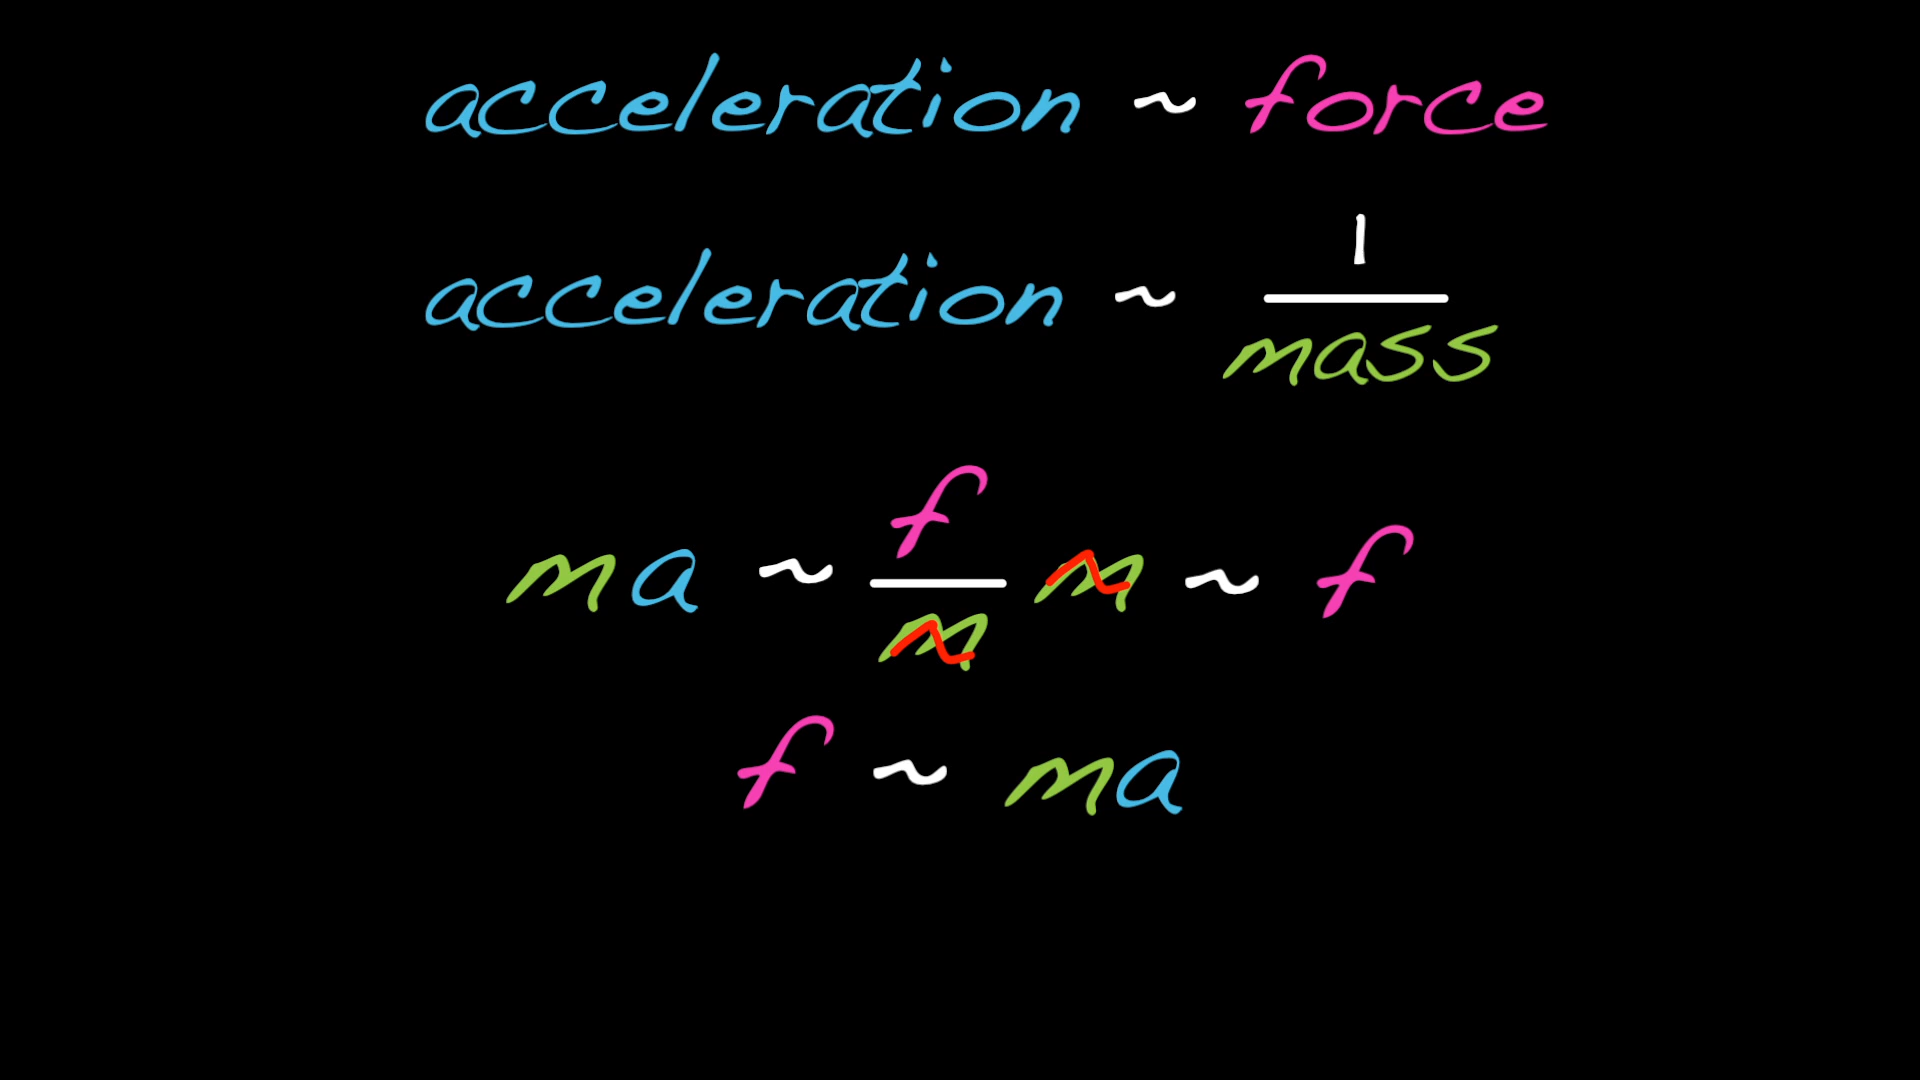 acceleration ~ force
acceleration ~ 1/mass
ma ~ f/m m ~ f
f ~ ma